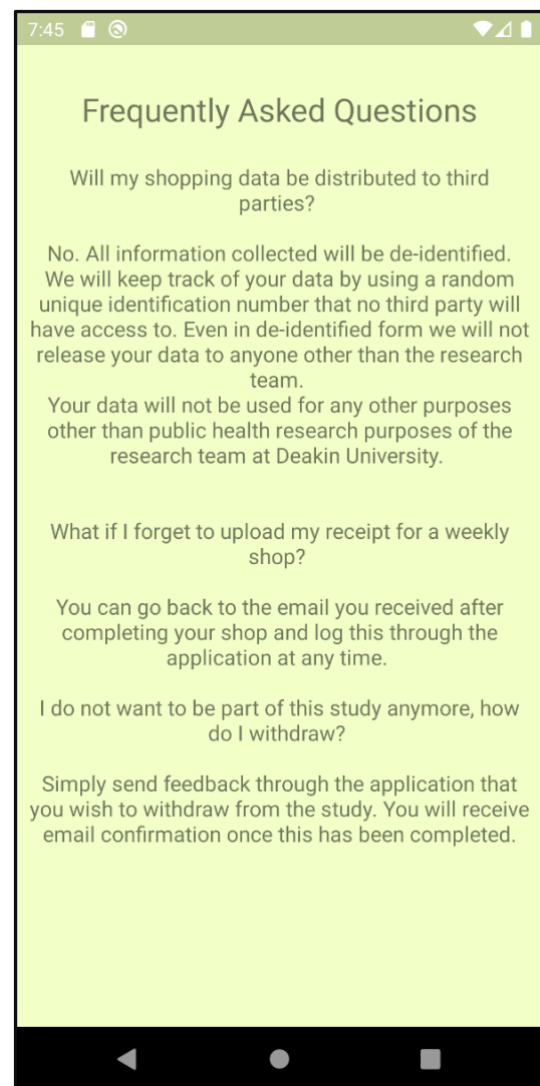 7:45
Frequently Asked Questions
Will my shopping data be distributed to third
parties?
No. All information collected will be de-identified.
We will keep track of your data by using a random
unique identification number that no third party will
have access to. Even in de-identified form we will not
release your data to anyone other than the research
team.
Your data will not be used for any other purposes
other than public health research purposes of the
research team at Deakin University.
What if I forget to upload my receipt for a weekly
shop?
You can go back to the email you received after
completing your shop and log this through the
application at any time.
I do not want to be part of this study anymore, how
do I withdraw?
Simply send feedback through the application that
you wish to withdraw from the study. You will receive
email confirmation once this has been completed.